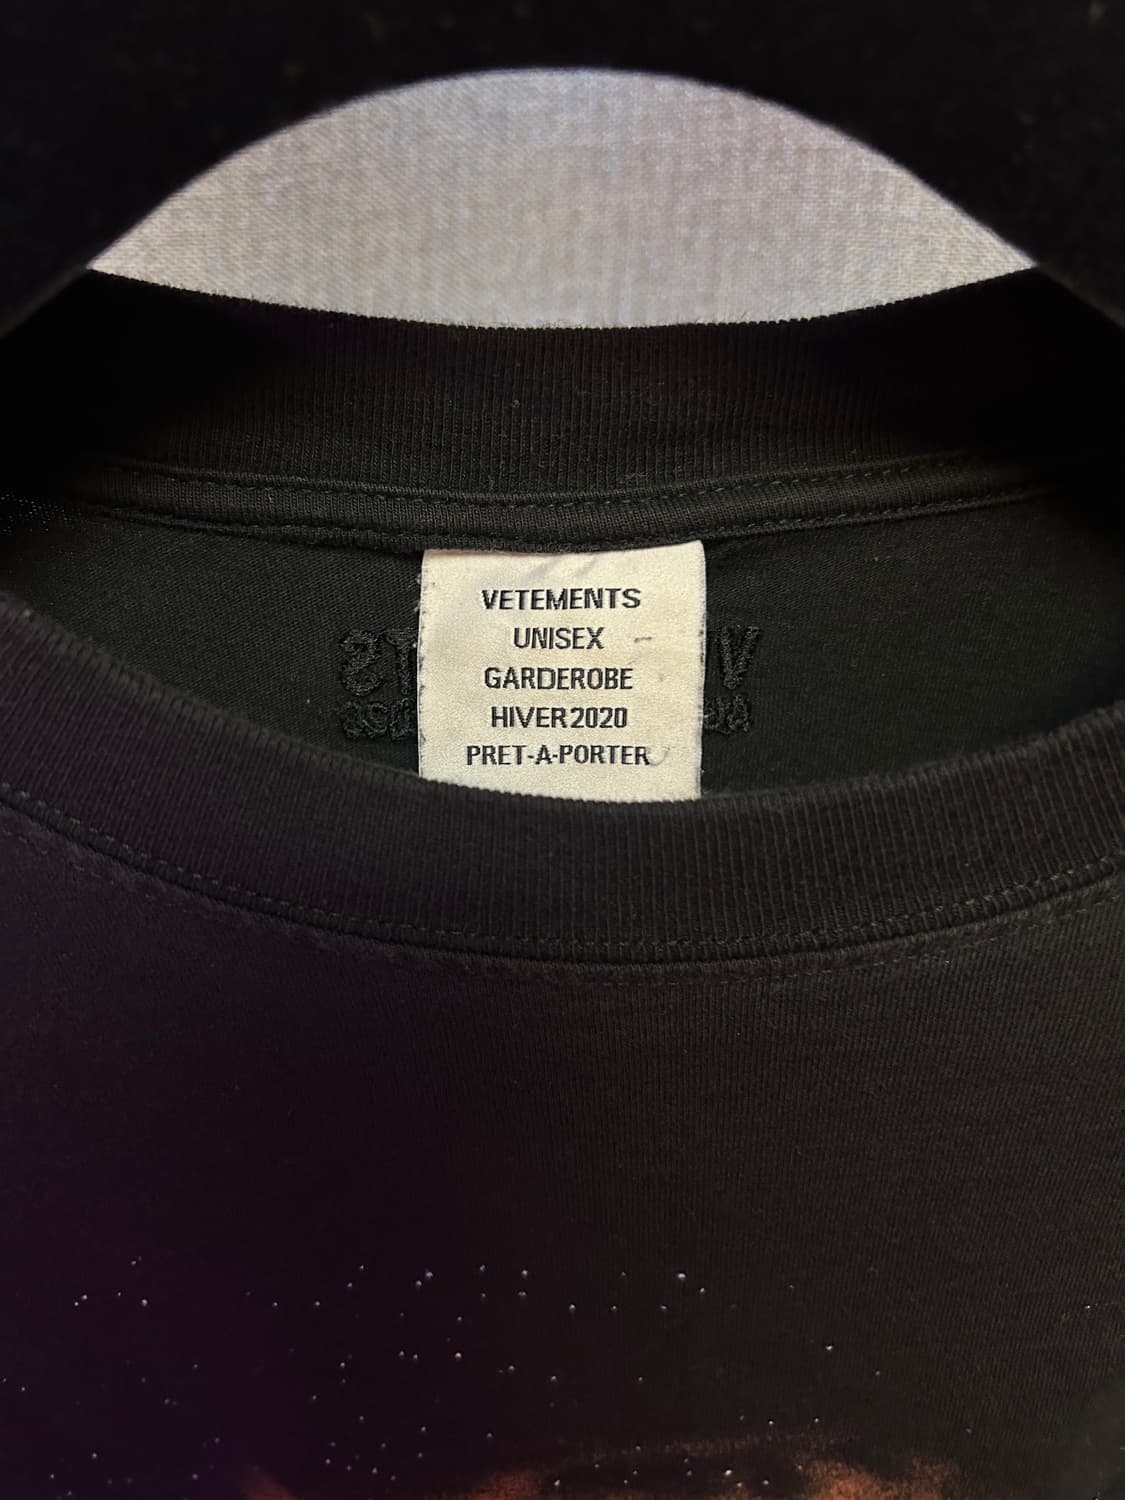 VETEMENTS
UNISEX
GARDEROBE
HIVER 2020
PRET-A-PORTER